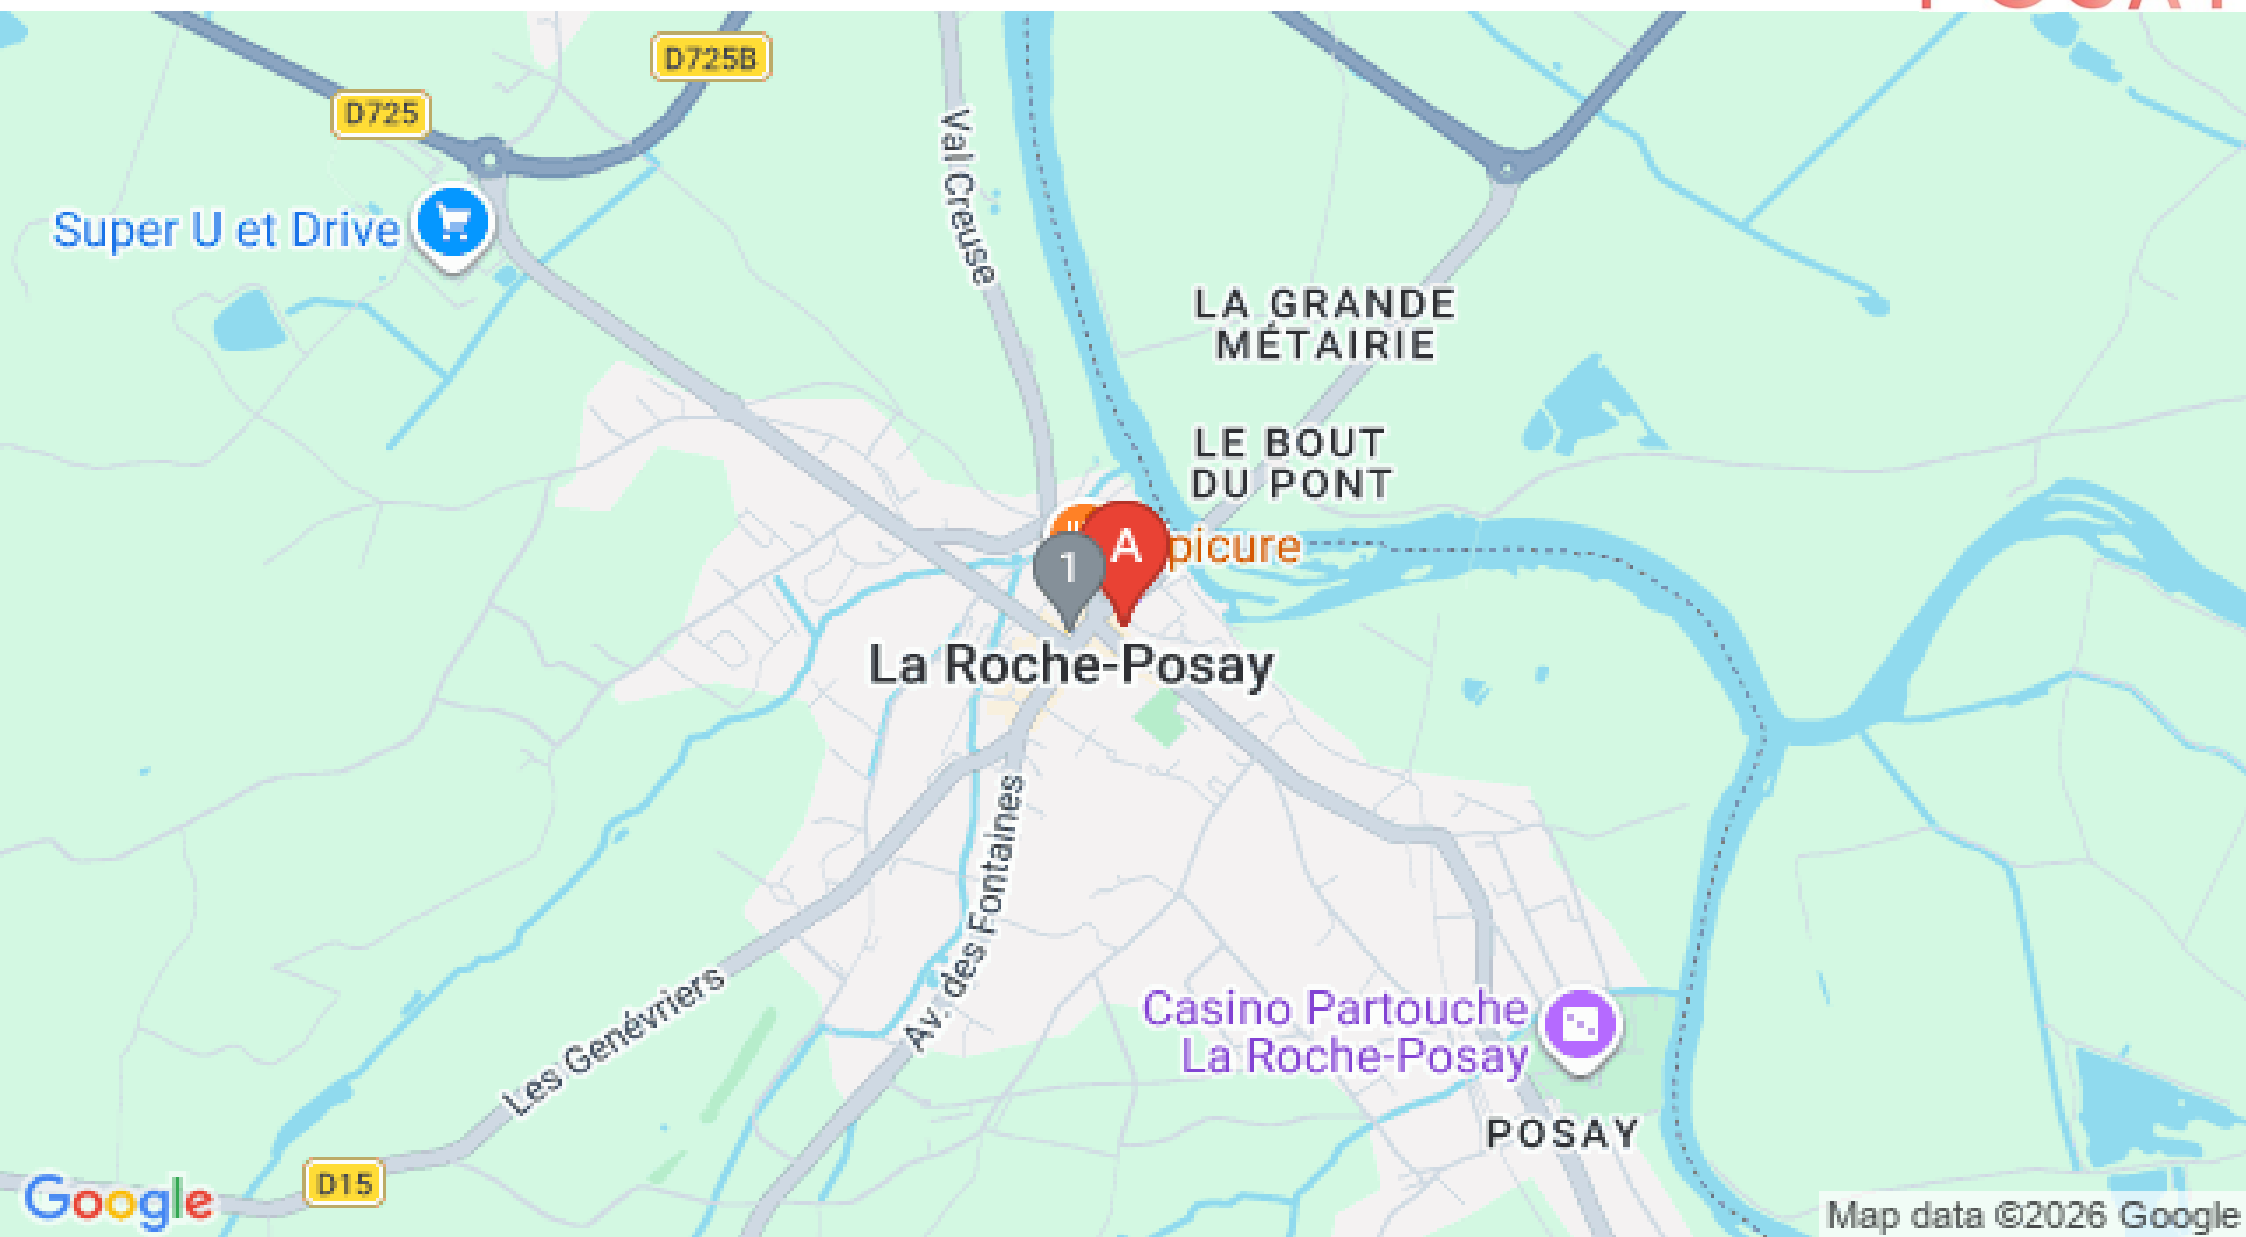 D725B
D725
Val Creuse
Super U et Drive
LA GRANDE
MÉTAIRIE
LE BOUT
DU PONT
A
picure
1
La Roche-Posay
Av. des Fontaines
Les Genévriers
Casino Partouche
La Roche-Posay
POSAY
D15
Google
Map data ©2026 Google